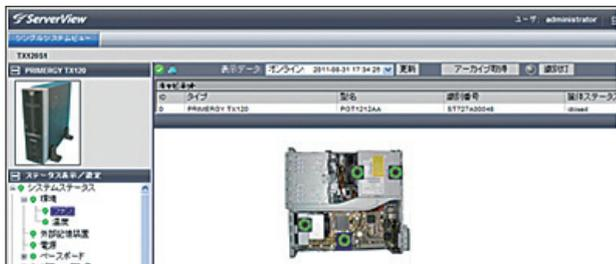 ServerView
ユーザ: administrator
シングルシステムビュー
TX120S1
PRIMERGY TX120
表示データ: オンライン: 2011-08-31 17:34:25 更新 アーカイブ取得 識別灯
キャビネット
ID タイプ 型名 識別番号 筐体ステータス
0 PRIMERGY TX120 PGT1212AA closed
ステータス表示/設定
システムステータス
環境
ファン
温度
外部記憶装置
電源
ベースボード